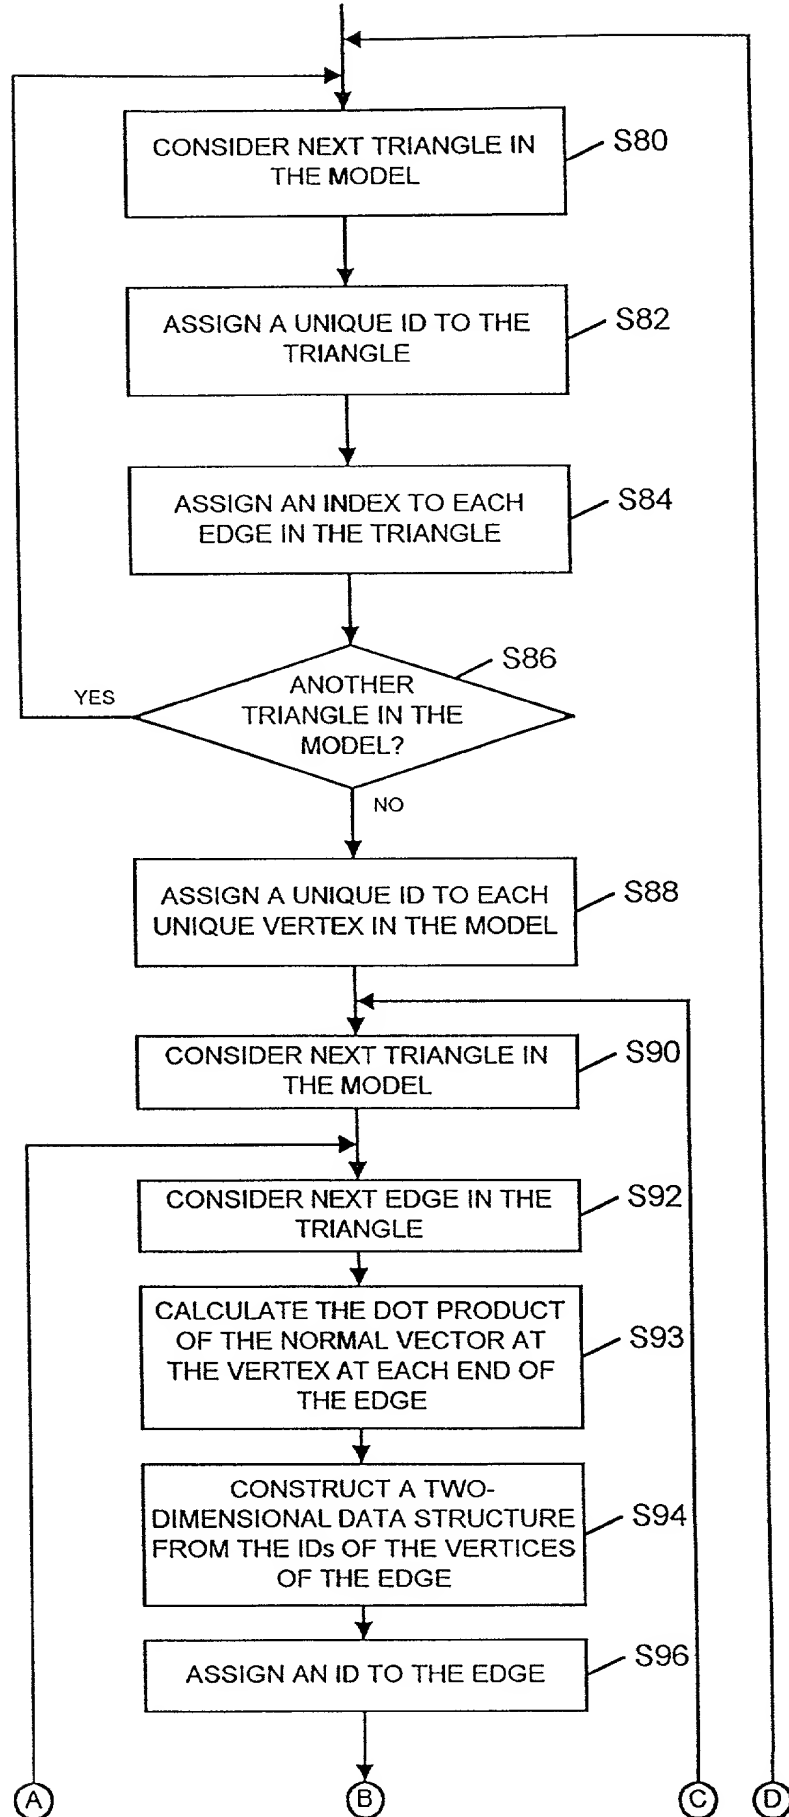 CONSIDER NEXT TRIANGLE IN
THE MODEL
S80
ASSIGN A UNIQUE ID TO THE
TRIANGLE
S82
ASSIGN AN INDEX TO EACH
EDGE IN THE TRIANGLE
S84
S86
ANOTHER
TRIANGLE IN THE
MODEL?
YES
NO
ASSIGN A UNIQUE ID TO EACH
UNIQUE VERTEX IN THE MODEL
S88
CONSIDER NEXT TRIANGLE IN
THE MODEL
S90
CONSIDER NEXT EDGE IN THE
TRIANGLE
S92
CALCULATE THE DOT PRODUCT
OF THE NORMAL VECTOR AT
THE VERTEX AT EACH END OF
THE EDGE
S93
CONSTRUCT A TWO-
DIMENSIONAL DATA STRUCTURE
FROM THE IDs OF THE VERTICES
OF THE EDGE
S94
ASSIGN AN ID TO THE EDGE
S96
A
B
C
D